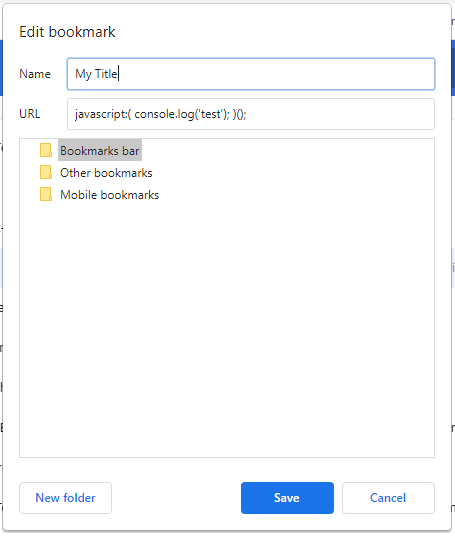 Edit bookmark
Name My Title
URL javascript:( console.log('test'); )();
Bookmarks bar
Other bookmarks
Mobile bookmarks
New folder Save Cancel